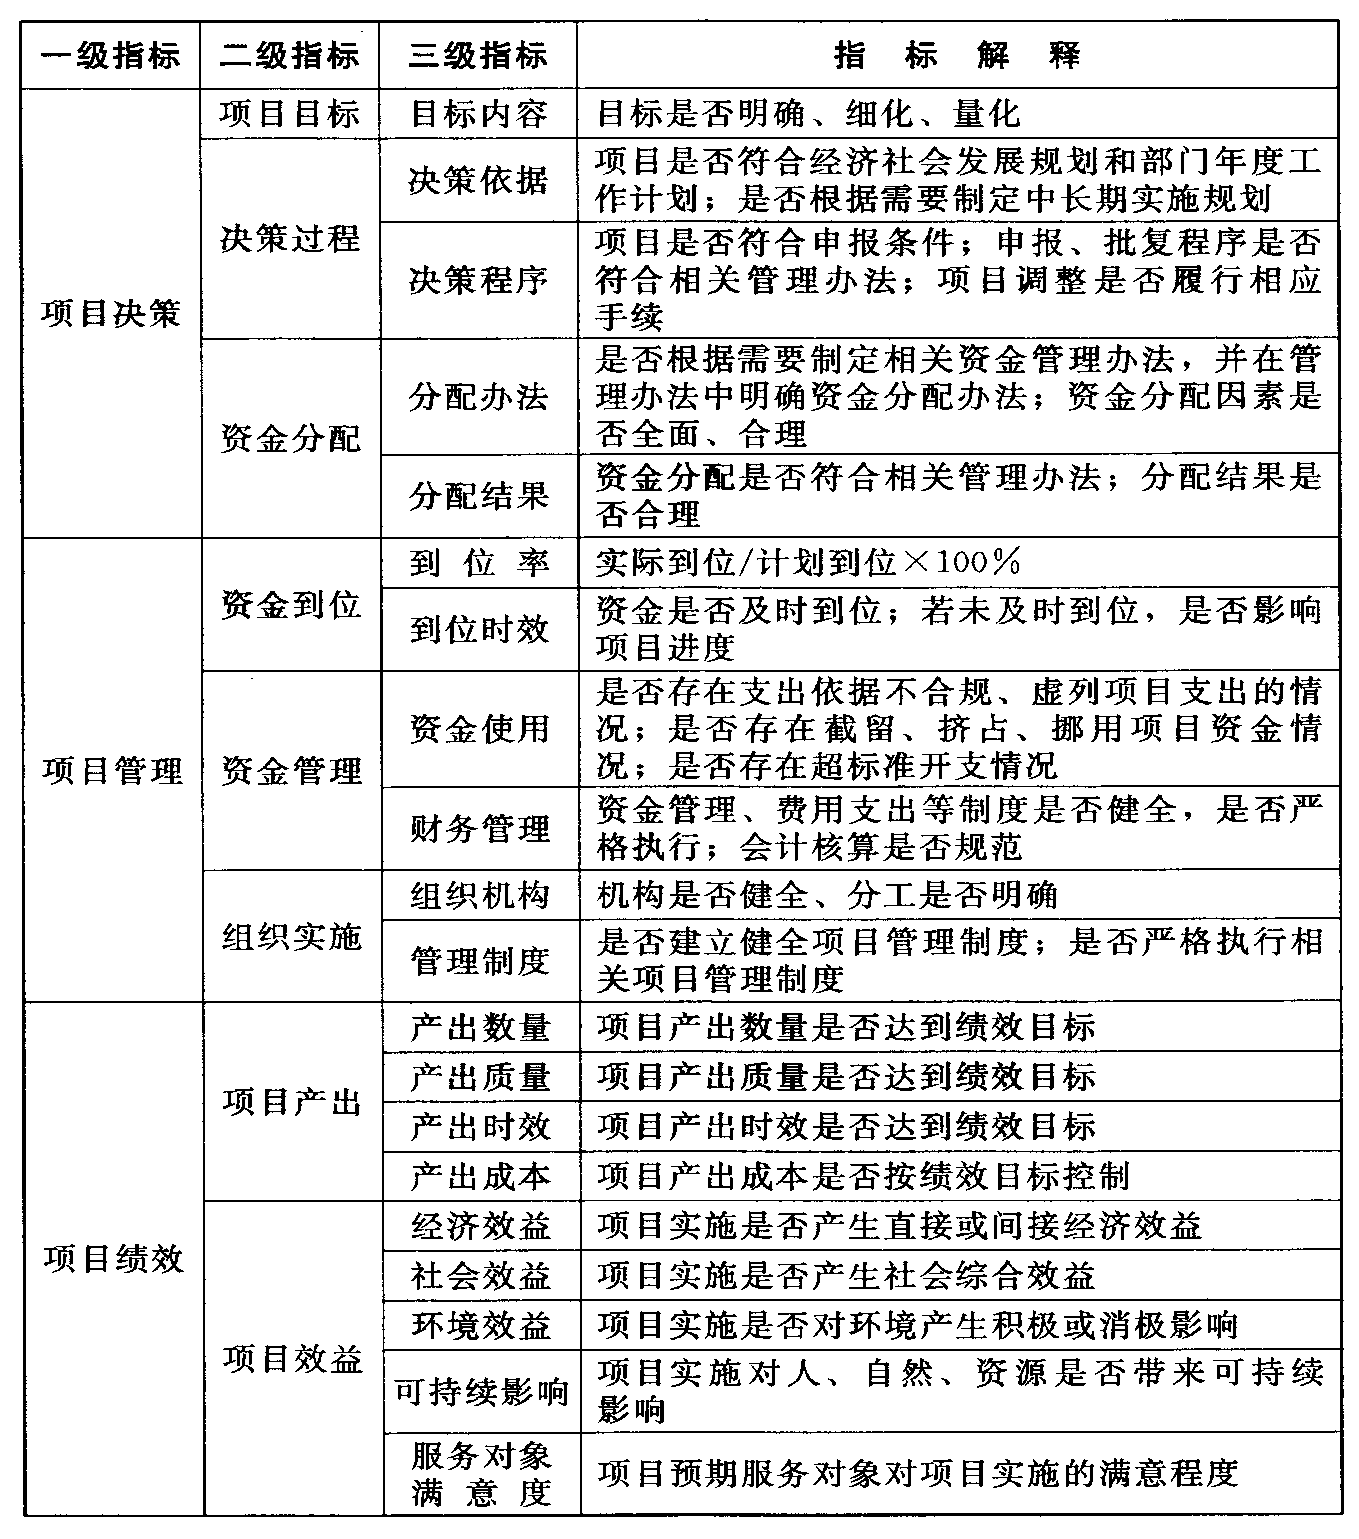 一级指标 二级指标 三级指标 指标解释
项目决策
项目目标 目标内容 目标是否明确、细化、量化
决策过程
决策依据
项目是否符合经济社会发展规划和部门年度工
作计划；是否根据需要制定中长期实施规划
决策程序
项目是否符合申报条件；申报、批复程序是否
符合相关管理办法；项目调整是否履行相应
手续
资金分配
分配办法
是否根据需要制定相关资金管理办法，并在管
理办法中明确资金分配办法；资金分配因素是
否全面、合理
分配结果
资金分配是否符合相关管理办法；分配结果是
否合理
项目管理
资金到位
到位率 实际到位/计划到位×100%
到位时效
资金是否及时到位；若未及时到位，是否影响
项目进度
资金管理
资金使用
是否存在支出依据不合规、虚列项目支出的情
况；是否存在截留、挤占、挪用项目资金情
况；是否存在超标准开支情况
财务管理
资金管理、费用支出等制度是否健全，是否严
格执行；会计核算是否规范
组织实施
组织机构 机构是否健全、分工是否明确
管理制度
是否建立健全项目管理制度；是否严格执行相
关项目管理制度
项目绩效
项目产出
产出数量 项目产出数量是否达到绩效目标
产出质量 项目产出质量是否达到绩效目标
产出时效 项目产出时效是否达到绩效目标
产出成本 项目产出成本是否按绩效目标控制
项目效益
经济效益 项目实施是否产生直接或间接经济效益
社会效益 项目实施是否产生社会综合效益
环境效益 项目实施是否对环境产生积极或消极影响
可持续影响
项目实施对人、自然、资源是否带来可持续
影响
服务对象
满意度
项目预期服务对象对项目实施的满意程度